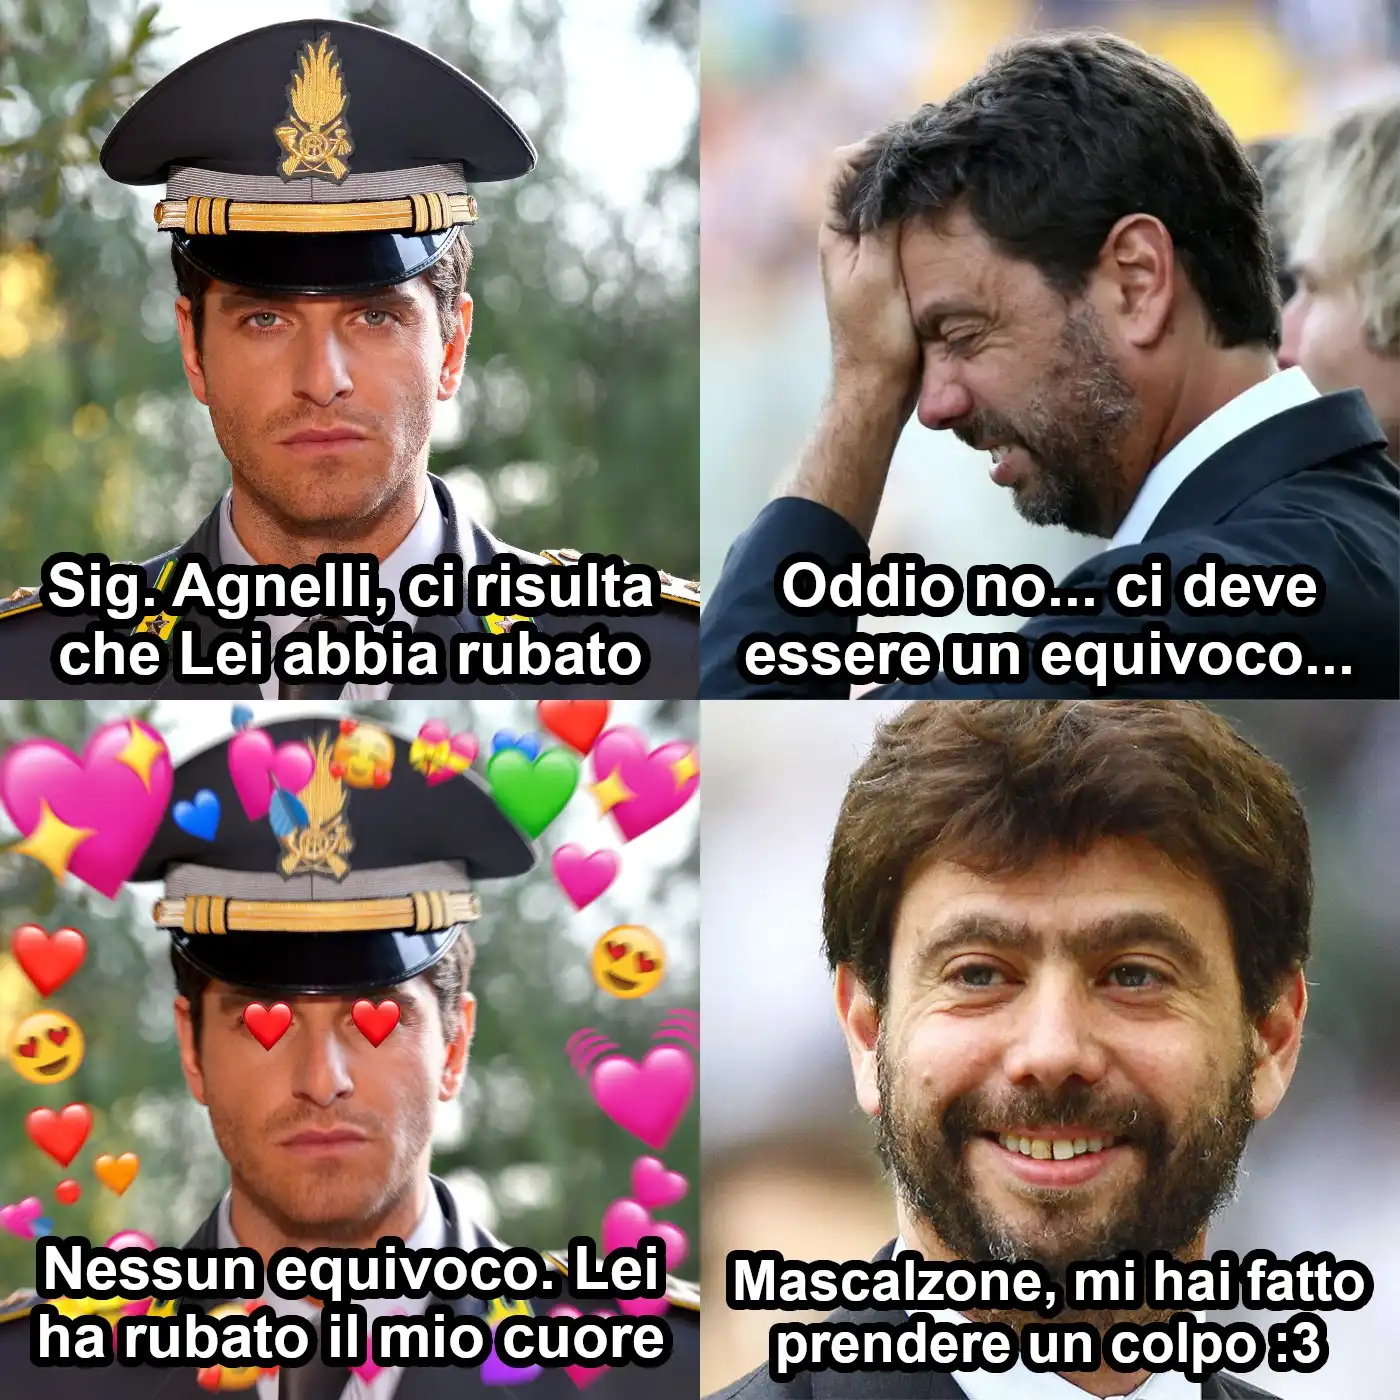 Sig. Agnelli, ci risulta
che Lei abbia rubato
Oddio no... ci deve
essere un equivoco...
Nessun equivoco. Lei
ha rubato il mio cuore
Mascalzone, mi hai fatto
prendere un colpo :3